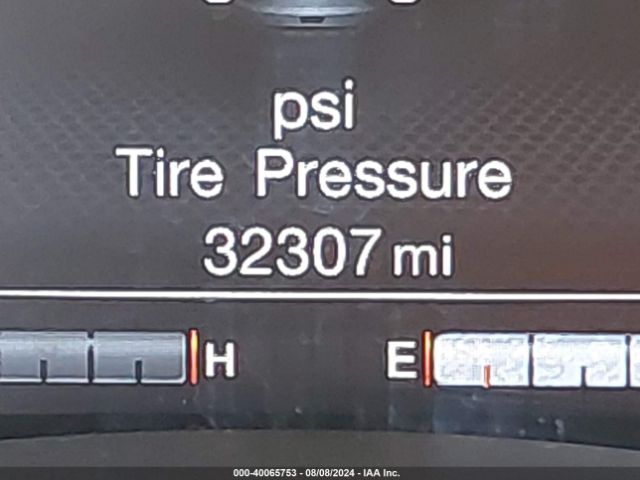 psi
Tire Pressure
32307 mi
H E
000-40065753 - 08/08/2024 - IAA Inc.